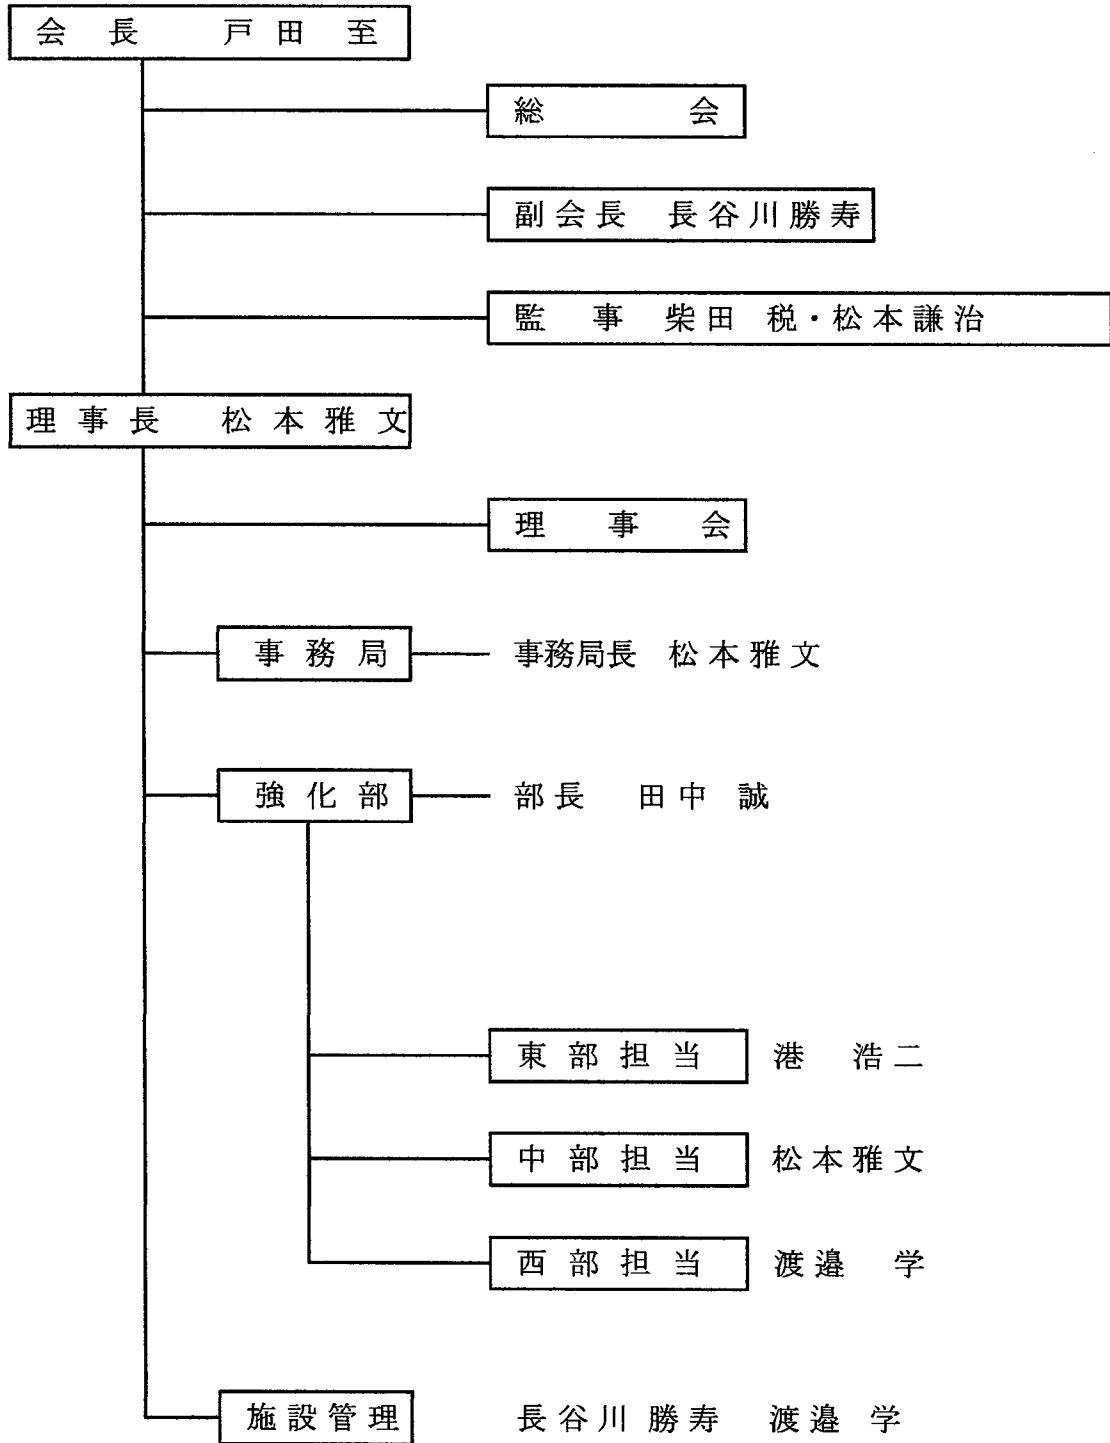 会長 戸田 至
総会
副会長 長谷川勝寿
監事 柴田 税・松本謙治
理事長 松本雅文
理事会
事務局 事務局長 松本雅文
強化部 部長 田中 誠
東部担当 港 浩二
中部担当 松本雅文
西部担当 渡邉 学
施設管理 長谷川勝寿 渡邉 学